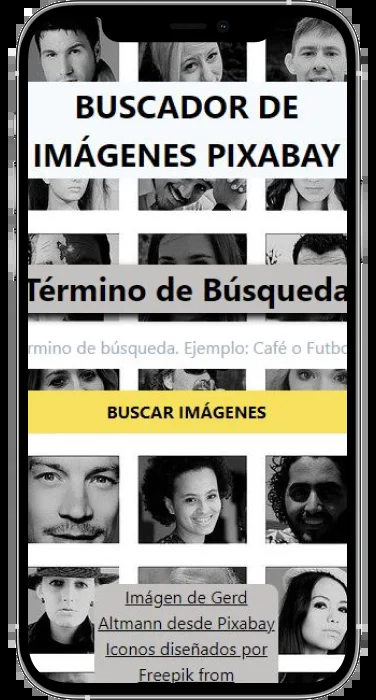 BUSCADOR DE
IMÁGENES PIXABAY
Término de Búsqueda
rmino de búsqueda. Ejemplo: Café o Futbo
BUSCAR IMÁGENES
Imágen de Gerd
Altmann desde Pixabay
Iconos diseñados por
Freepik from